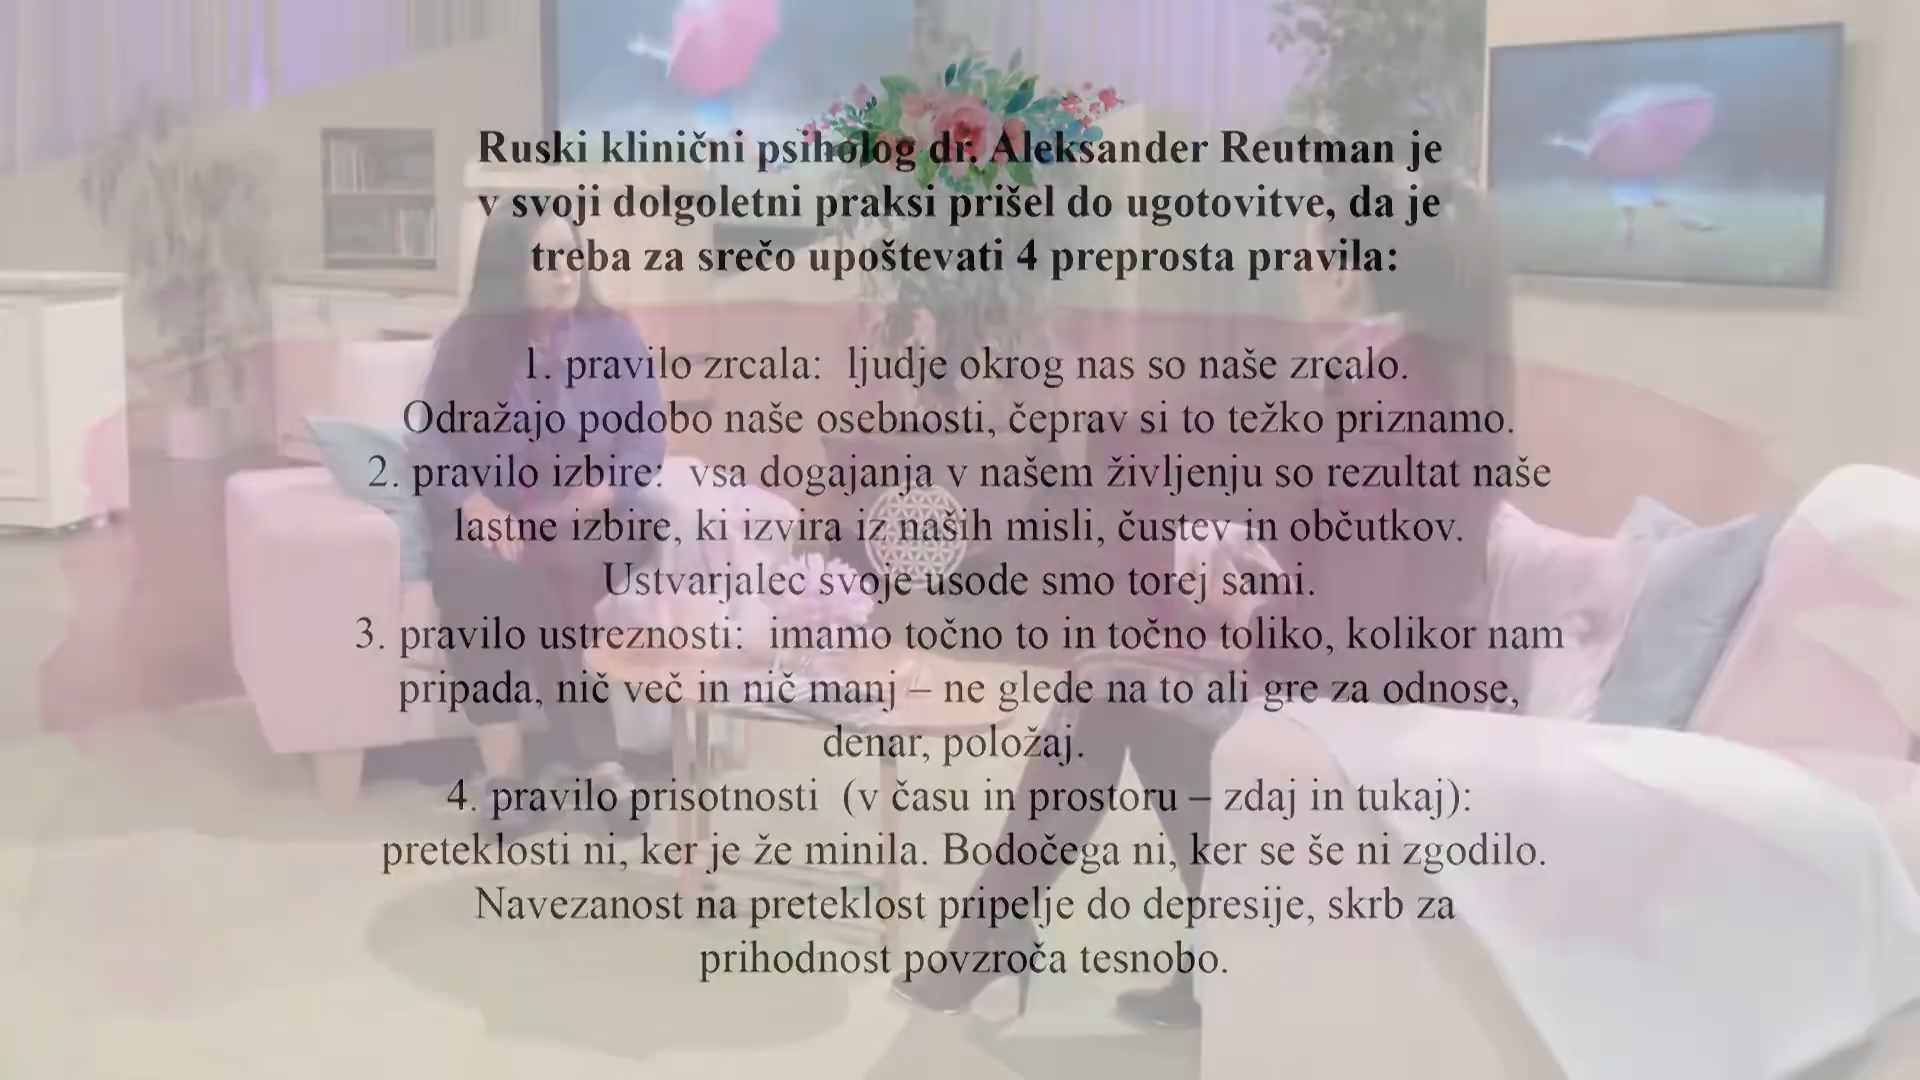 Ruski klinični psiholog dr. Aleksander Reutman je
v svoji dolgoletni praksi prišel do ugotovitve, da je
treba za srečo upoštevati 4 preprosta pravila:
1. pravilo zrcala: ljudje okrog nas so naše zrcalo.
Odražajo podobo naše osebnosti, čeprav si to težko priznamo.
2. pravilo izbire: vsa dogajanja v našem življenju so rezultat naše
lastne izbire, ki izvira iz naših misli, čustev in občutkov.
Ustvarjalec svoje usode smo torej sami.
3. pravilo ustreznosti: imamo točno to in točno toliko, kolikor nam
pripada, nič več in nič manj – ne glede na to ali gre za odnose,
denar, položaj.
4. pravilo prisotnosti (v času in prostoru – zdaj in tukaj):
preteklosti ni, ker je že minila. Bodočega ni, ker se še ni zgodilo.
Navezanost na preteklost pripelje do depresije, skrb za
prihodnost povzroča tesnobo.